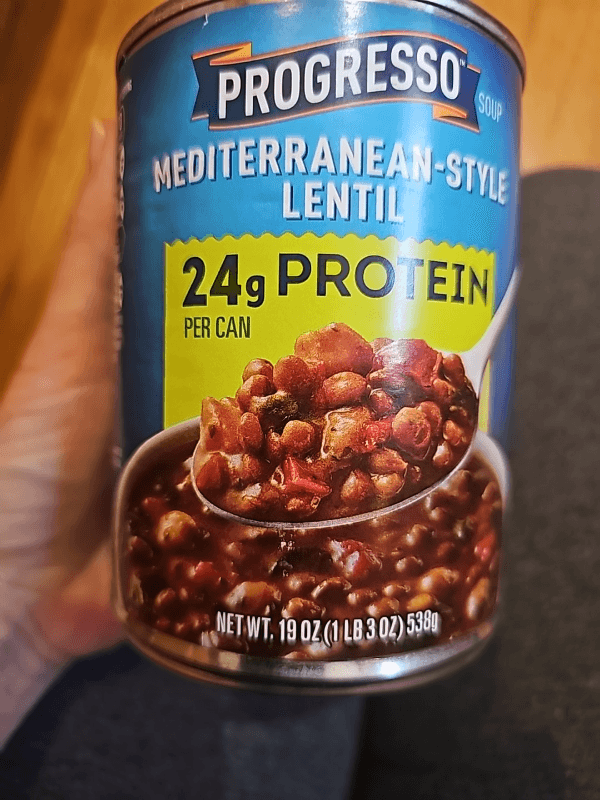 PROGRESSO
SOUP
MEDITERRANEAN-STYLE
LENTIL
24g PROTEIN
PER CAN
NET WT. 19 OZ (1 LB 3 OZ) 538g